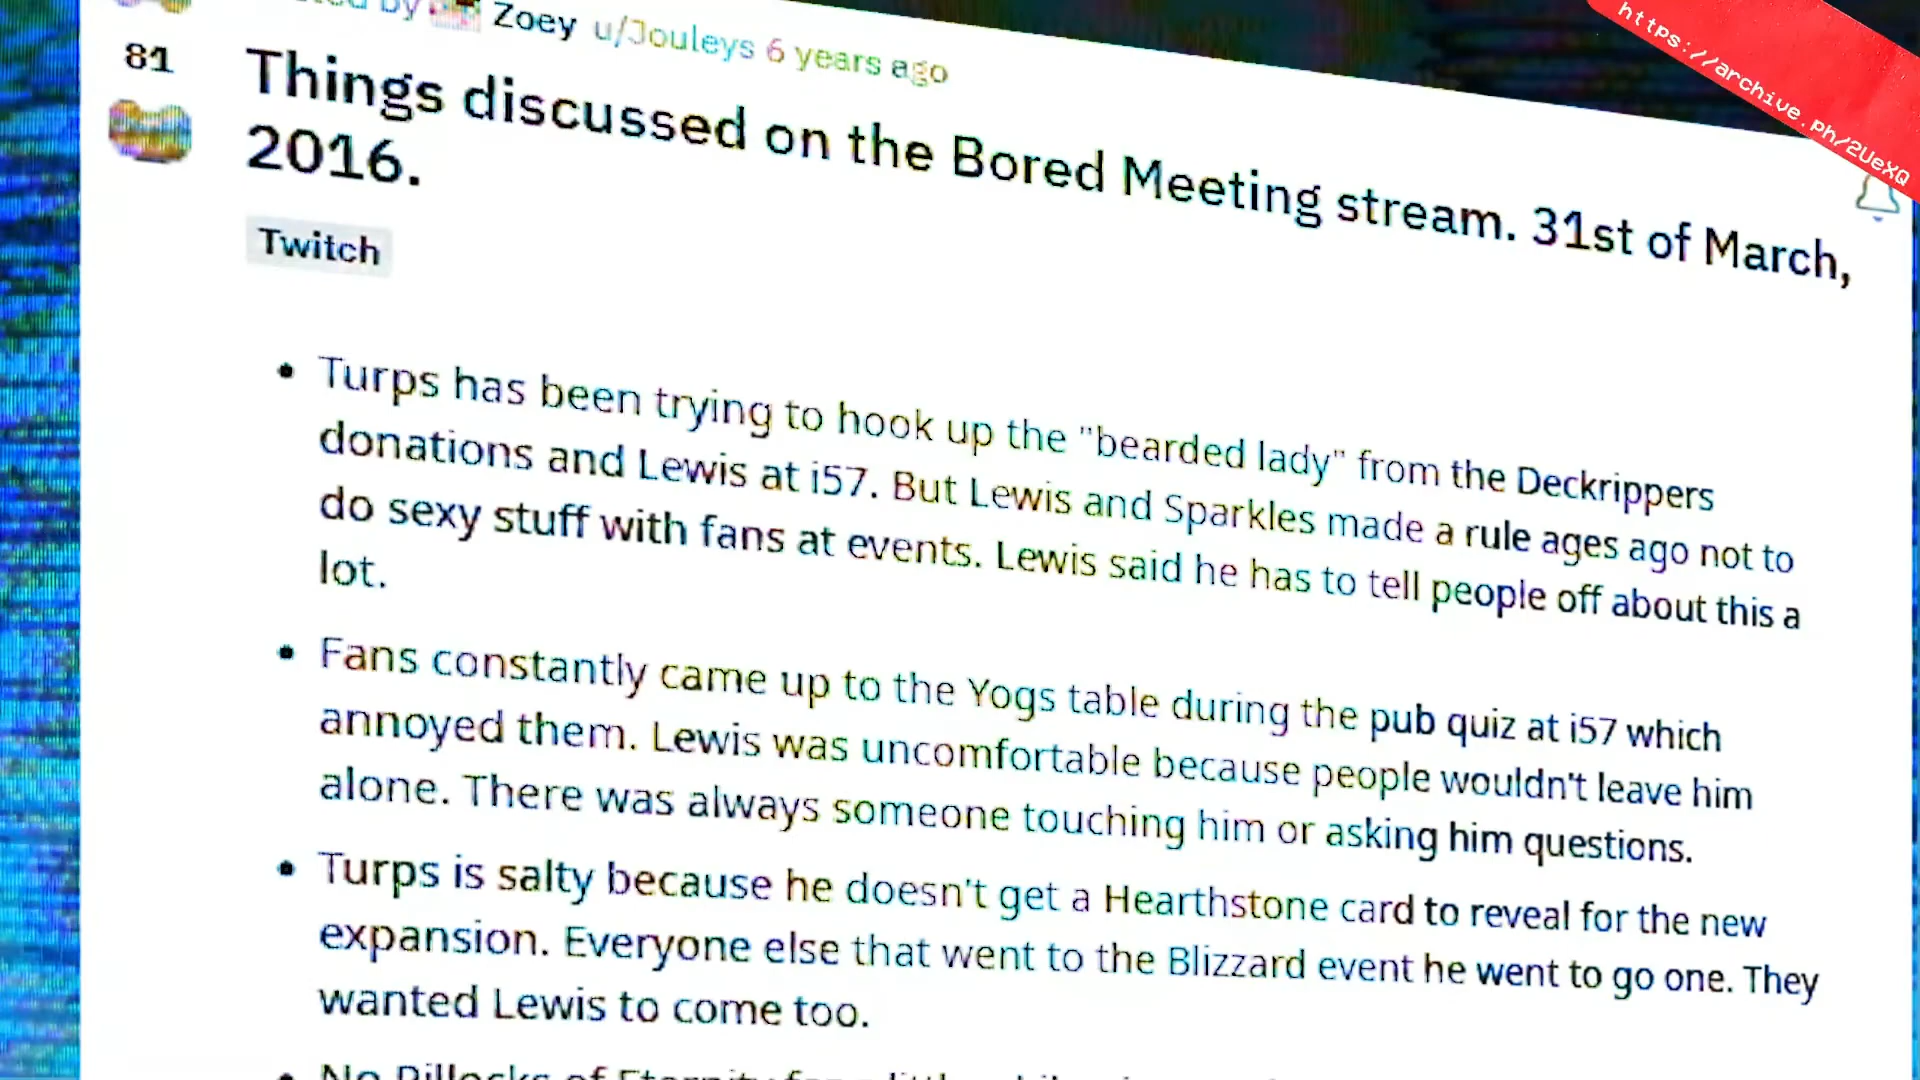 by Zoey u/Jouleys 6 years ago
https://archive.ph/2UeXQ
81
Things discussed on the Bored Meeting stream. 31st of March,
2016.
Twitch
• Turps has been trying to hook up the "bearded lady" from the Deckrippers
donations and Lewis at i57. But Lewis and Sparkles made a rule ages ago not to
do sexy stuff with fans at events. Lewis said he has to tell people off about this a
lot.
• Fans constantly came up to the Yogs table during the pub quiz at i57 which
annoyed them. Lewis was uncomfortable because people wouldn't leave him
alone. There was always someone touching him or asking him questions.
• Turps is salty because he doesn't get a Hearthstone card to reveal for the new
expansion. Everyone else that went to the Blizzard event he went to go one. They
wanted Lewis to come too.
• No Pillocks of Eternity for a little